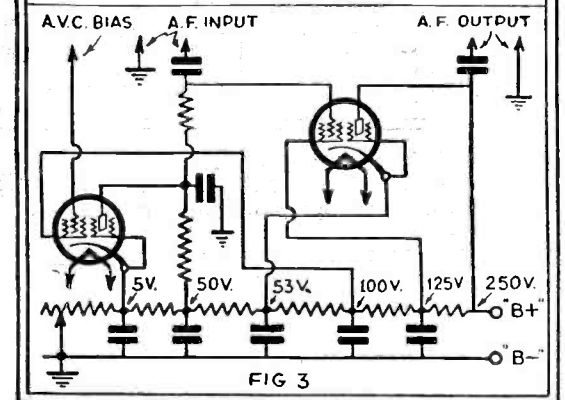 A.V.C. BIAS A.F. INPUT A.F. OUTPUT
5V. 50V. 53V. 100V. 125V 250V. "B+"
"B-"
FIG 3